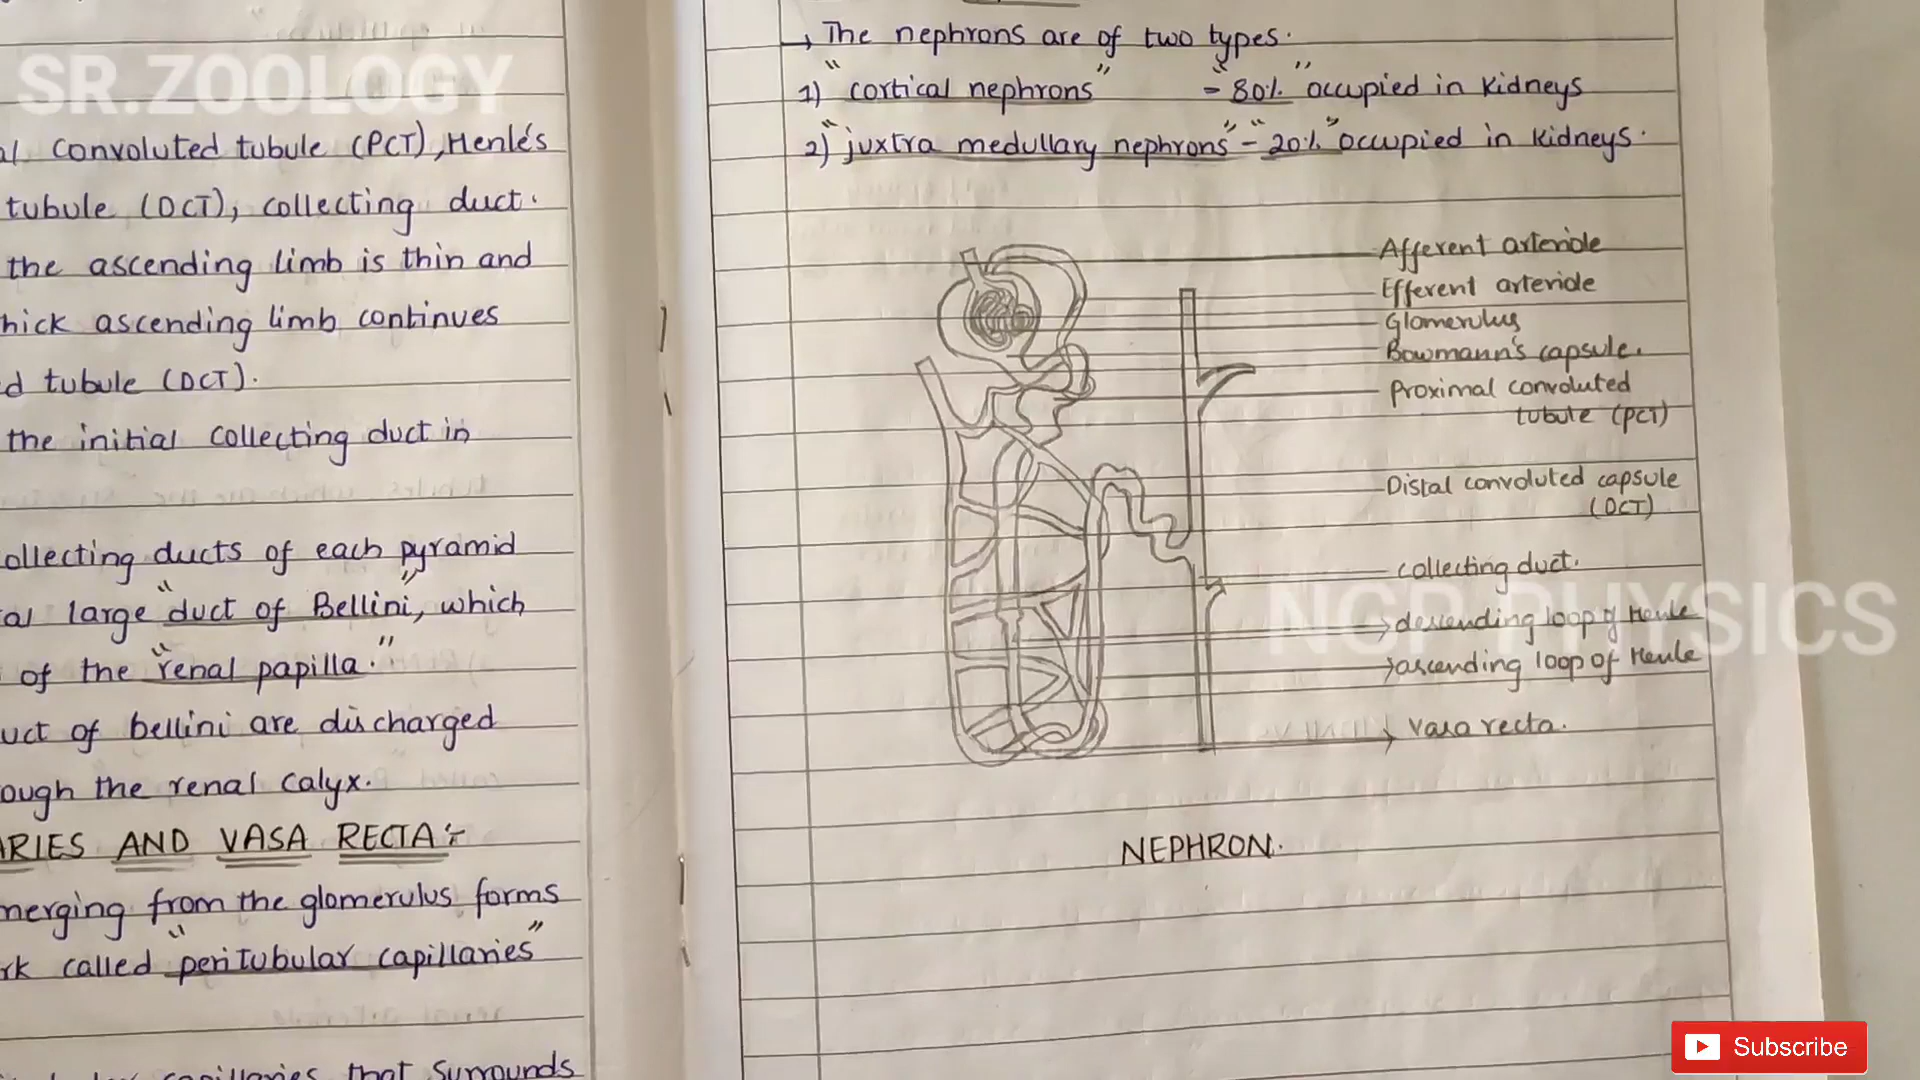 SR.ZOOLOGY
al convoluted tubule (PCT), Henle's
tubule (DCT), collecting duct.
the ascending limb is thin and
hick ascending limb continues
d tubule (DCT).
the initial collecting duct in
ollecting ducts of each pyramid
al large "duct of Bellini", which
of the "renal papilla."
uct of bellini are discharged
ough the renal calyx.
ARIES AND VASA RECTA :-
merging from the glomerulus forms
rk called "peritubular capillaries"
capillaries that surrounds
→ The nephrons are of two types.
1) "cortical nephrons" - "80%" occupied in kidneys
2) "juxtra medullary nephrons" - "20%" occupied in kidneys.
Afferent arteriole
Efferent arteriole
Glomerulus
Bowmann's capsule.
Proximal convoluted
tubule (PCT)
Distal convoluted capsule
(DCT)
collecting duct.
descending loop of Henle
ascending loop of Henle
vasa recta.
NEPHRON.
NCP PHYSICS
Subscribe